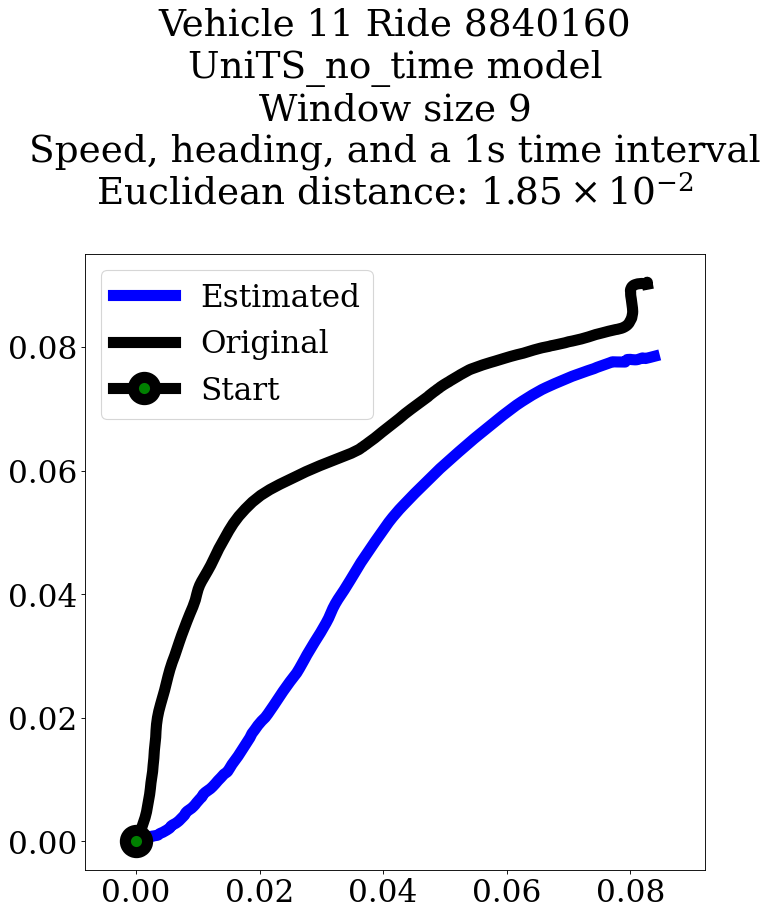 Vehicle 11 Ride 8840160
UniTS_no_time model
Window size 9
Speed, heading, and a 1s time interval
Euclidean distance: 1.85 × 10⁻²
Estimated
Original
Start
0.08
0.06
0.04
0.02
0.00
0.00 0.02 0.04 0.06 0.08